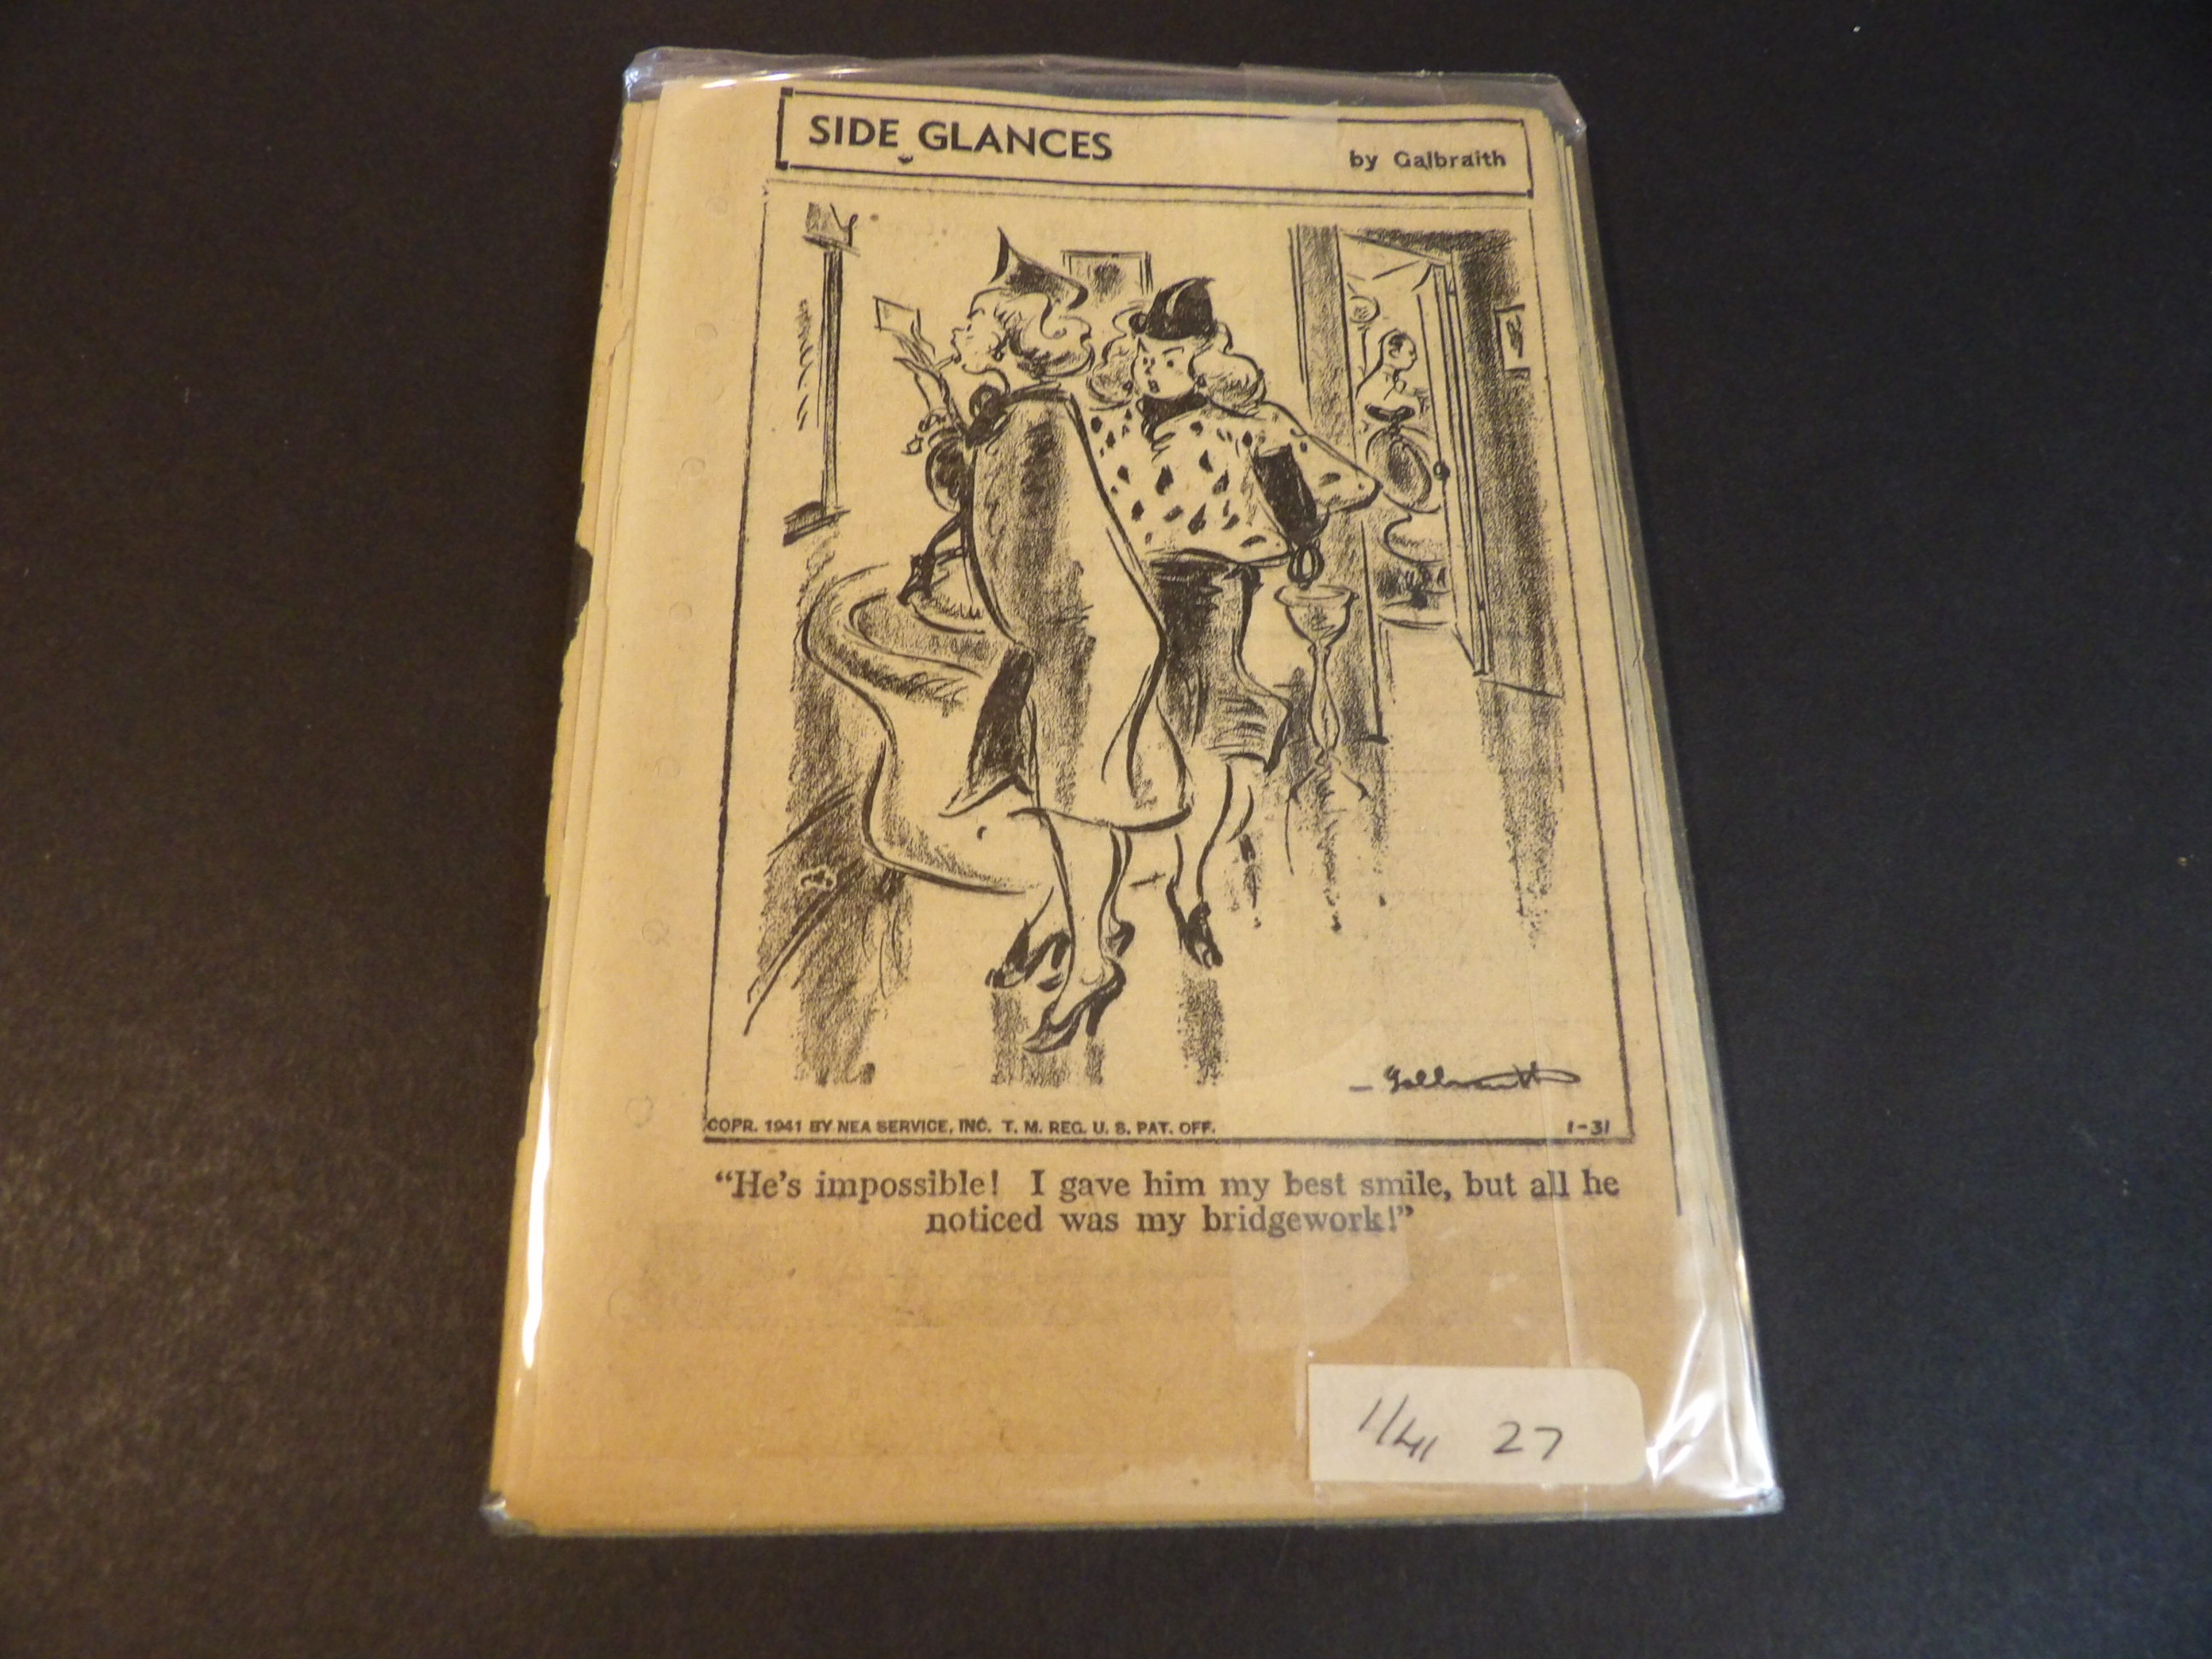 SIDE GLANCES
by Galbraith
- Galbraith
COPR. 1941 BY NEA SERVICE, INC. T. M. REG. U. S. PAT. OFF.
1-31
"He's impossible! I gave him my best smile, but all he
noticed was my bridgework!"
1/41 27